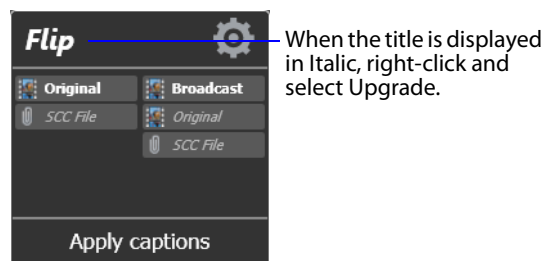 Flip
Original
SCC File
Broadcast
Original
SCC File
Apply captions
When the title is displayed
in Italic, right-click and
select Upgrade.